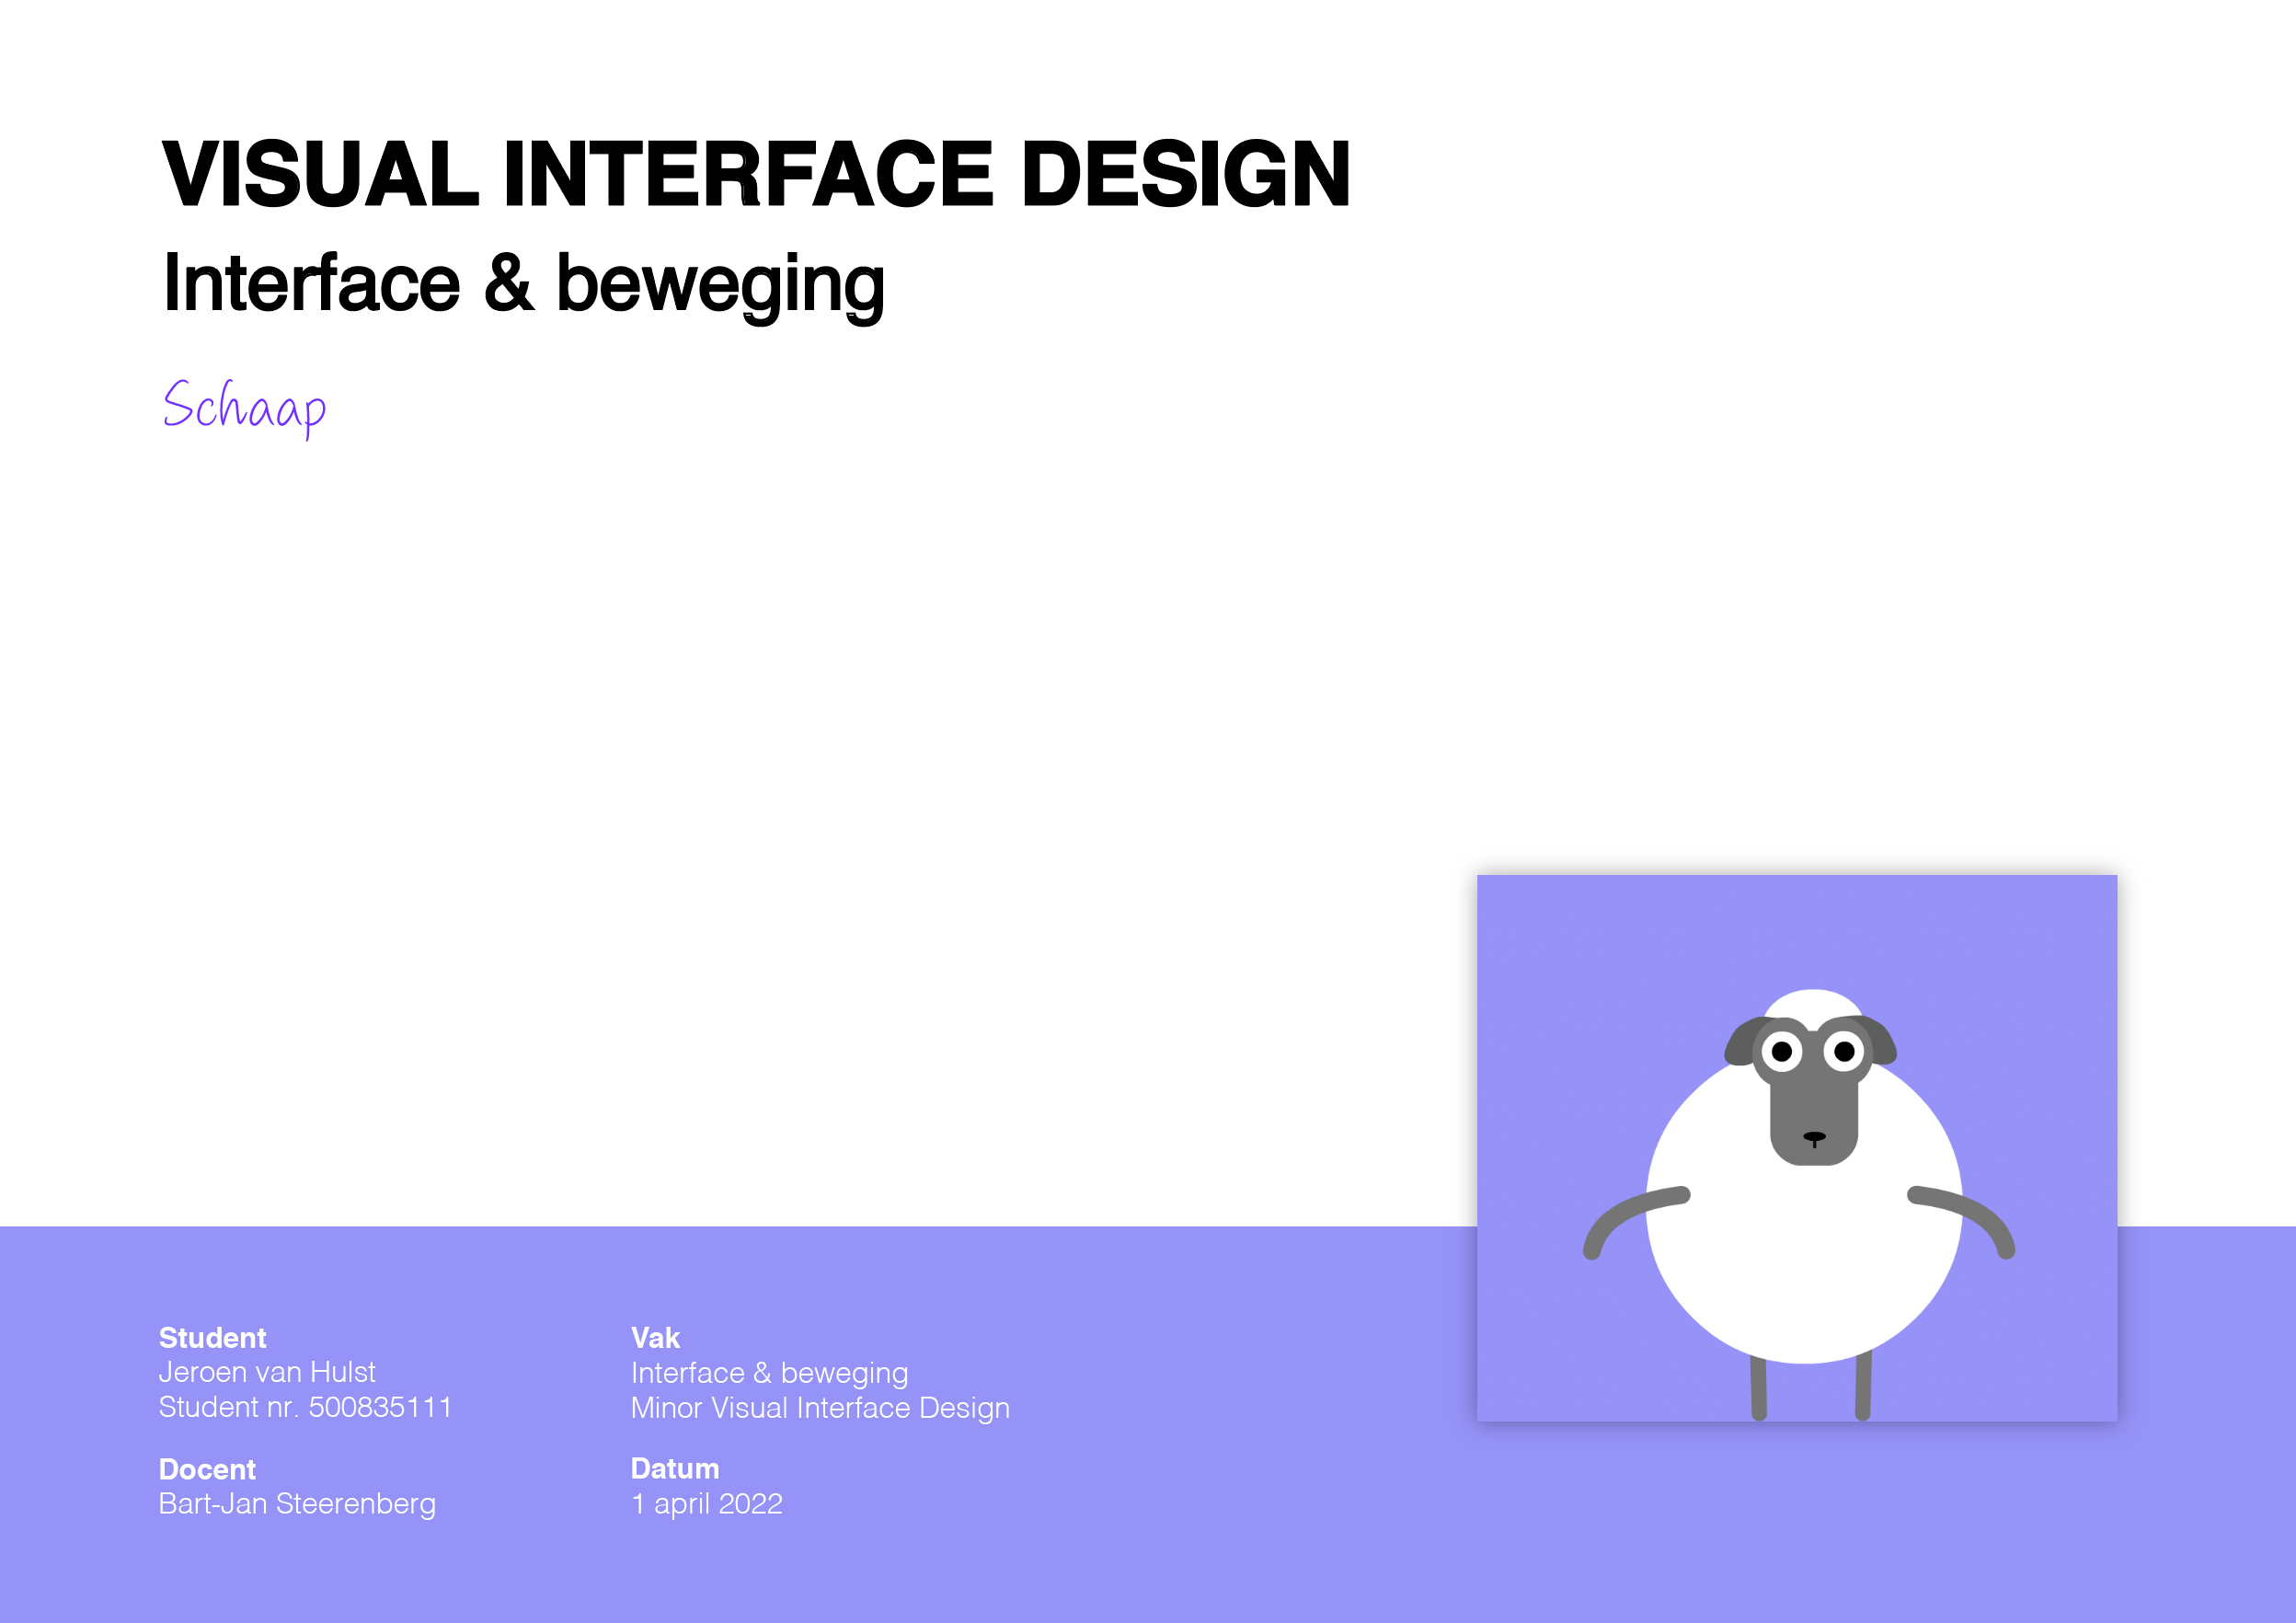 VISUAL INTERFACE DESIGN
Interface & beweging
Schaap
Student
Jeroen van Hulst
Student nr. 500835111
Docent
Bart-Jan Steerenberg
Vak
Interface & beweging
Minor Visual Interface Design
Datum
1 april 2022